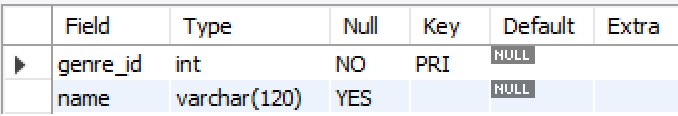 Field Type Null Key Default Extra
genre_id int NO PRI NULL
name varchar(120) YES NULL